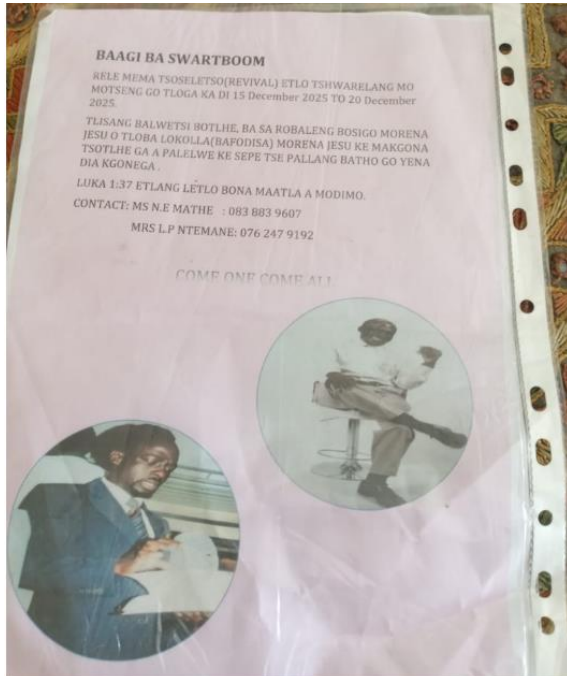 BAAGI BA SWARTBOOM
RELE MEMA TSOSELETSO(REVIVAL) ETLO TSHWARELANG MO
MOTSENG GO TLOGA KA DI 15 December 2025 TO 20 December
2025.
TLISANG BALWETSI BOTLHE, BA SA ROBALENG BOSIGO MORENA
JESU O TLOBA LOKOLLA(BAFODISA) MORENA JESU KE MAKGONA
TSOTLHE GA A PALELWE KE SEPE TSE PALLANG BATHO GO YENA
DIA KGONEGA .
LUKA 1:37 ETLANG LETLO BONA MAATLA A MODIMO.
CONTACT: MS N.E MATHE : 083 883 9607
MRS L.P NTEMANE: 076 247 9192
COME ONE COME ALL